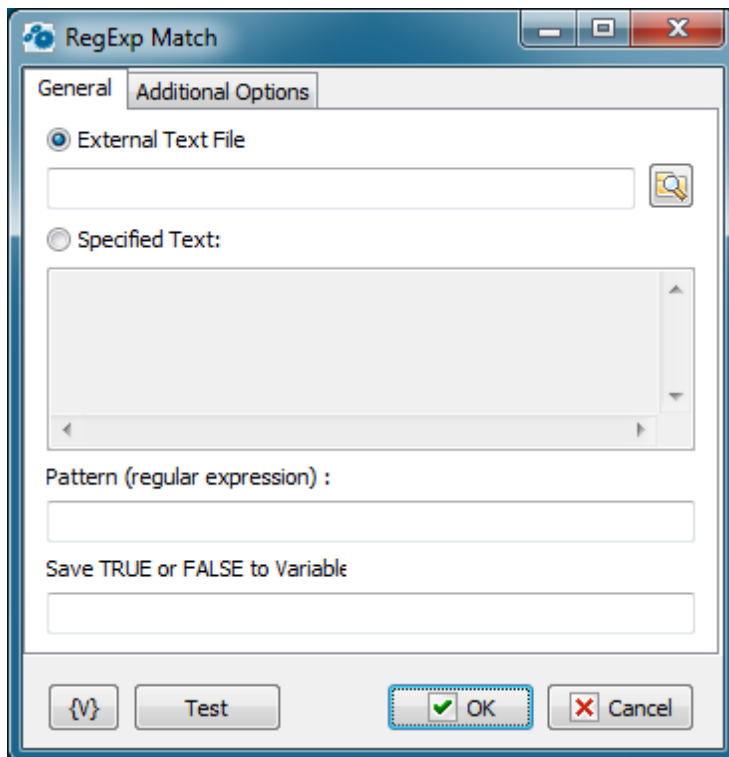 RegExp Match
General Additional Options
External Text File
Specified Text:
Pattern (regular expression) :
Save TRUE or FALSE to Variable
{V} Test OK Cancel